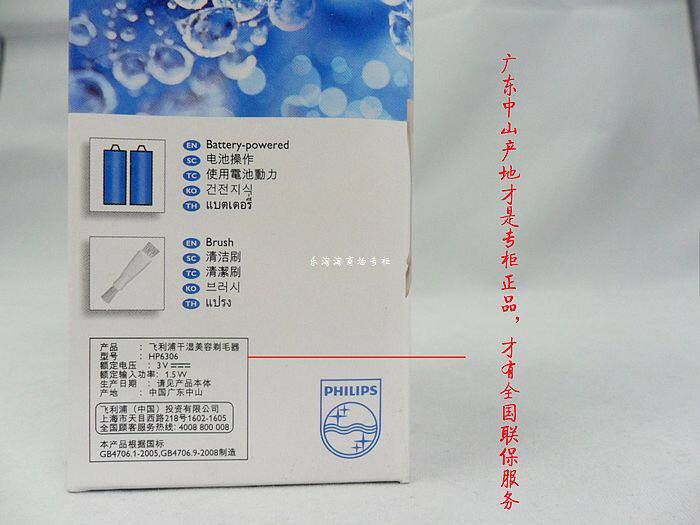 EN Battery-powered
SC 电池操作
TC 使用電池動力
KO 건전지식
TH แบตเตอรี่
EN Brush
SC 清洁刷
TC 清潔刷
KO 브러시
TH แปรง
乐淘淘商场专柜
产品 : 飞利浦干湿美容剃毛器
型号 : HP6306
额定电压 : 3V
额定输入功率: 1.5W
生产日期 : 请见产品本体
产地 : 中国广东中山
飞利浦（中国）投资有限公司
上海市天目西路218号1602-1605
全国顾客服务热线: 4008 800 008
本产品根据国标
GB4706.1-2005,GB4706.9-2008制造
PHILIPS
广东中山产地才是专柜正品，才有全国联保服务